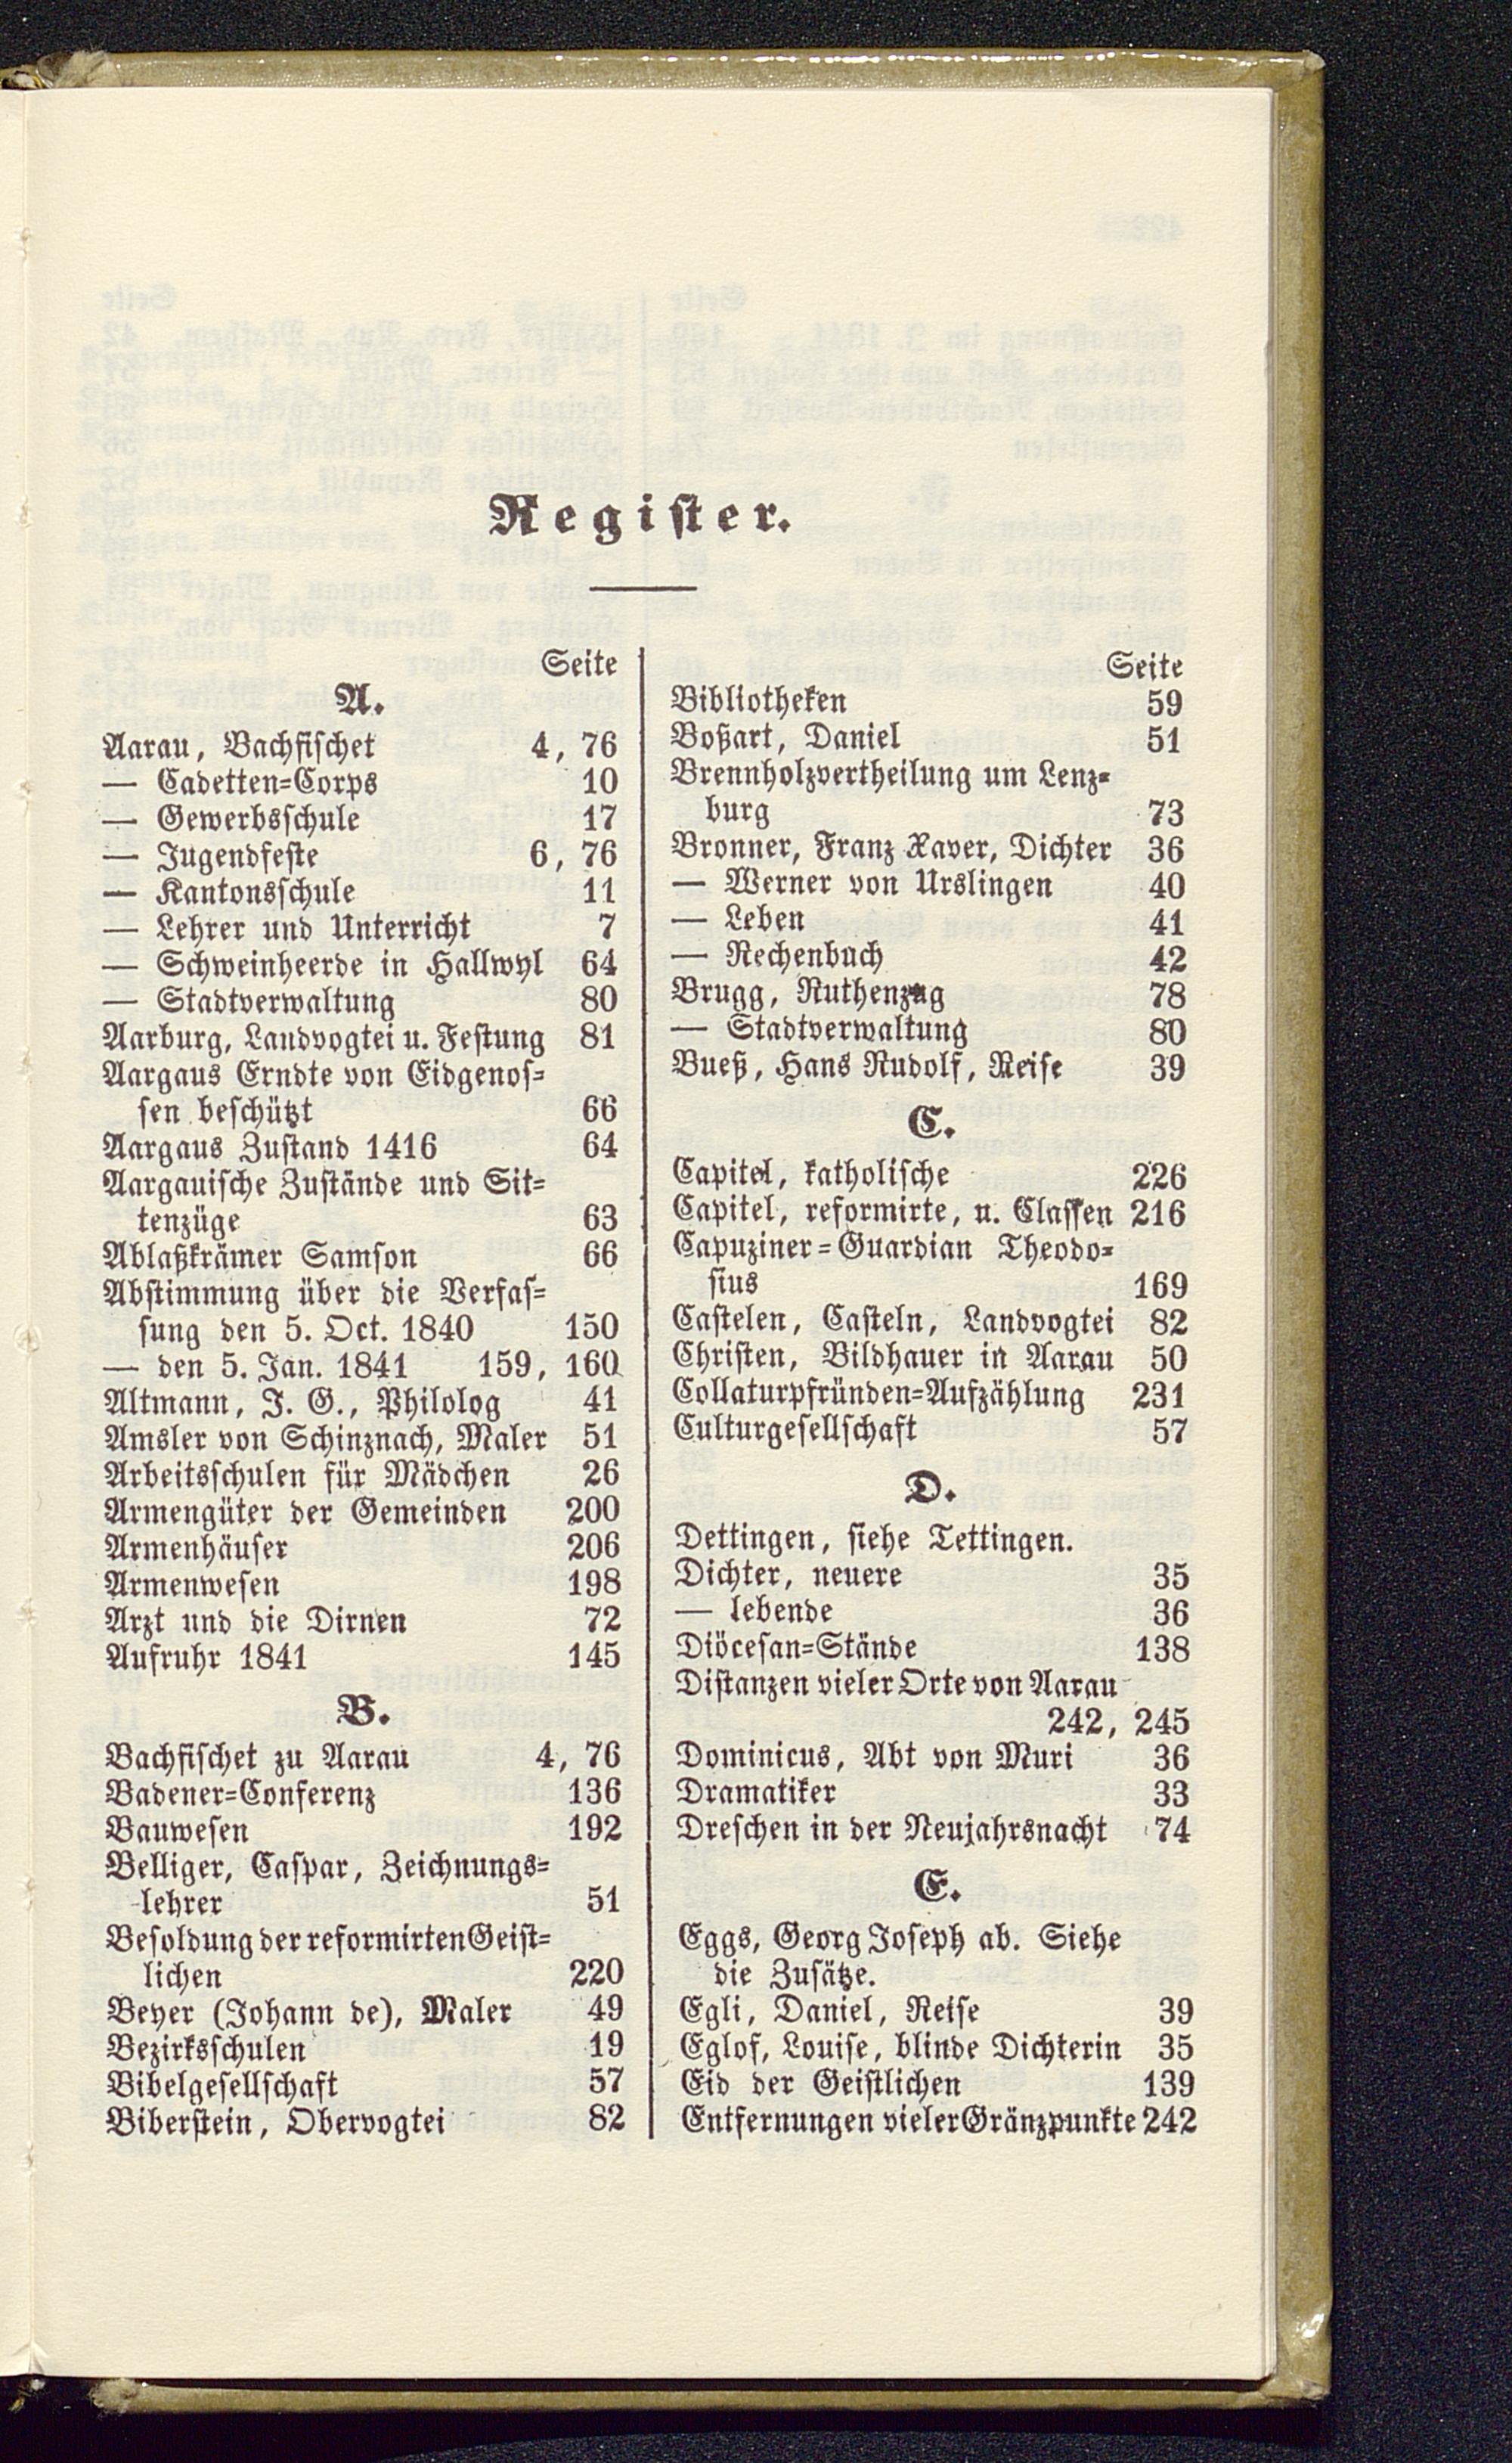 Register.
Seite
A.
Aarau, Bachfischet 4, 76
— Cadetten=Corps 10
— Gewerbsschule 17
— Jugendfeste 6, 76
— Kantonsschule 11
— Lehrer und Unterricht 7
— Schweinheerde in Hallwyl 64
— Stadtverwaltung 80
Aarburg, Landvogtei u. Festung 81
Aargaus Erndte von Eidgenos=
sen beschützt 66
Aargaus Zustand 1416 64
Aargauische Zustände und Sit=
tenzüge 63
Ablaßkrämer Samson 66
Abstimmung über die Verfas=
sung den 5. Oct. 1840 150
— den 5. Jan. 1841 159, 160
Altmann, J. G., Philolog 41
Amsler von Schinznach, Maler 51
Arbeitsschulen für Mädchen 26
Armengüter der Gemeinden 200
Armenhäuser 206
Armenwesen 198
Arzt und die Dirnen 72
Aufruhr 1841 145
B.
Bachfischet zu Aarau 4, 76
Badener=Conferenz 136
Bauwesen 192
Belliger, Caspar, Zeichnungs=
lehrer 51
Besoldung der reformirten Geist=
lichen 220
Beyer (Johann de), Maler 49
Bezirksschulen 19
Bibelgesellschaft 57
Biberstein, Obervogtei 82
Seite
Bibliotheken 59
Boßart, Daniel 51
Brennholzvertheilung um Lenz=
burg 73
Bronner, Franz Xaver, Dichter 36
— Werner von Urslingen 40
— Leben 41
— Rechenbuch 42
Brugg, Ruthenzug 78
— Stadtverwaltung 80
Bueß, Hans Rudolf, Reise 39
C.
Capitel, katholische 226
Capitel, reformirte, u. Classen 216
Capuziner=Guardian Theodo=
sius 169
Castelen, Casteln, Landvogtei 82
Christen, Bildhauer in Aarau 50
Collaturpfründen=Aufzählung 231
Culturgesellschaft 57
D.
Dettingen, siehe Tettingen.
Dichter, neuere 35
— lebende 36
Diöcesan=Stände 138
Distanzen vieler Orte von Aarau
242, 245
Dominicus, Abt von Muri 36
Dramatiker 33
Dreschen in der Neujahrsnacht 74
E.
Eggs, Georg Joseph ab. Siehe
die Zusätze.
Egli, Daniel, Reise 39
Eglof, Louise, blinde Dichterin 35
Eid der Geistlichen 139
Entfernungen vieler Gränzpunkte 242